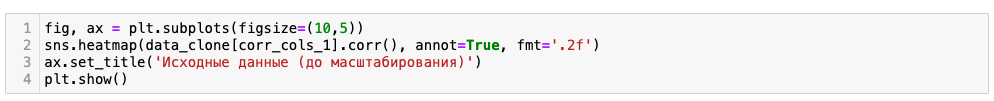 1 fig, ax = plt.subplots(figsize=(10,5))
2 sns.heatmap(data_clone[corr_cols_1].corr(), annot=True, fmt='.2f')
3 ax.set_title('Исходные данные (до масштабирования)')
4 plt.show()